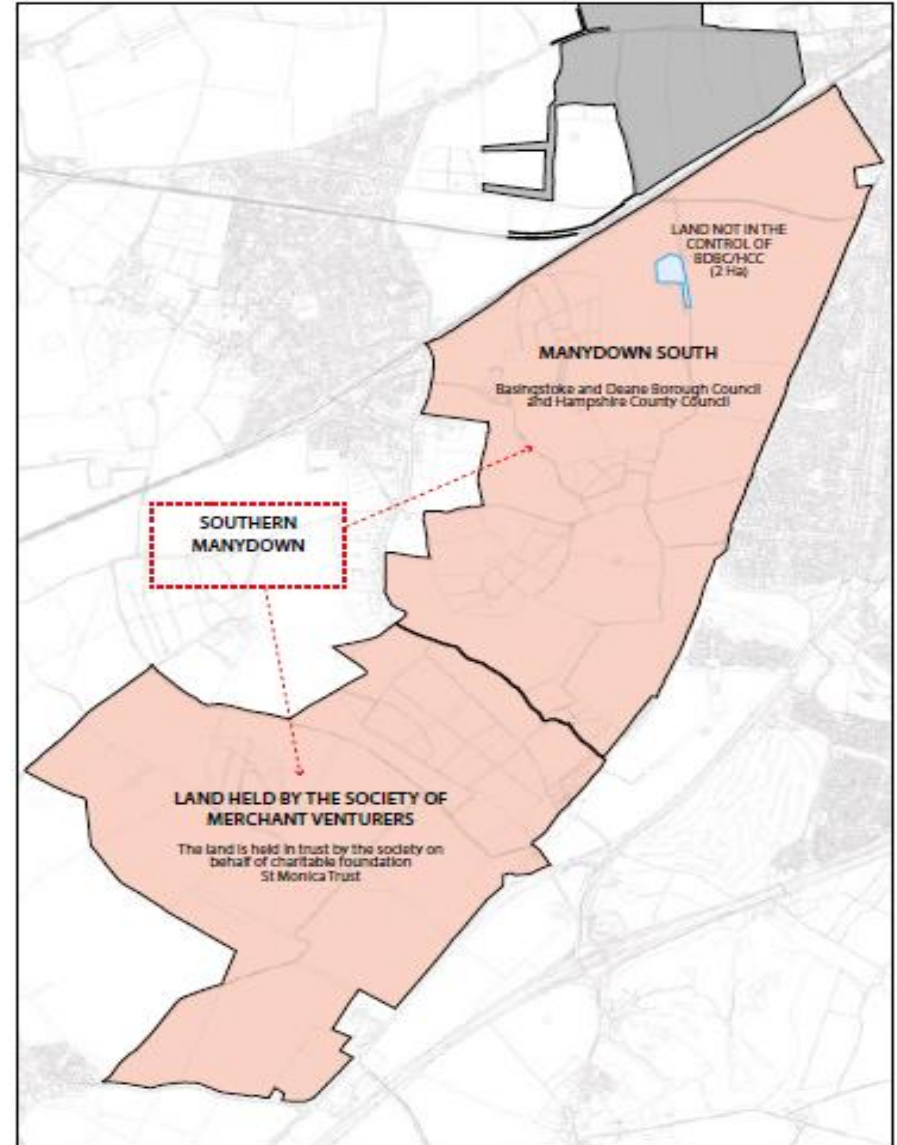 LAND NOT IN THE
CONTROL OF
BDBC/HCC
(2 Ha)
MANYDOWN SOUTH
Basingstoke and Deane Borough Council
and Hampshire County Council
SOUTHERN
MANYDOWN
LAND HELD BY THE SOCIETY OF
MERCHANT VENTURERS
The land is held in trust by the society on
behalf of charitable foundation
St Monica Trust